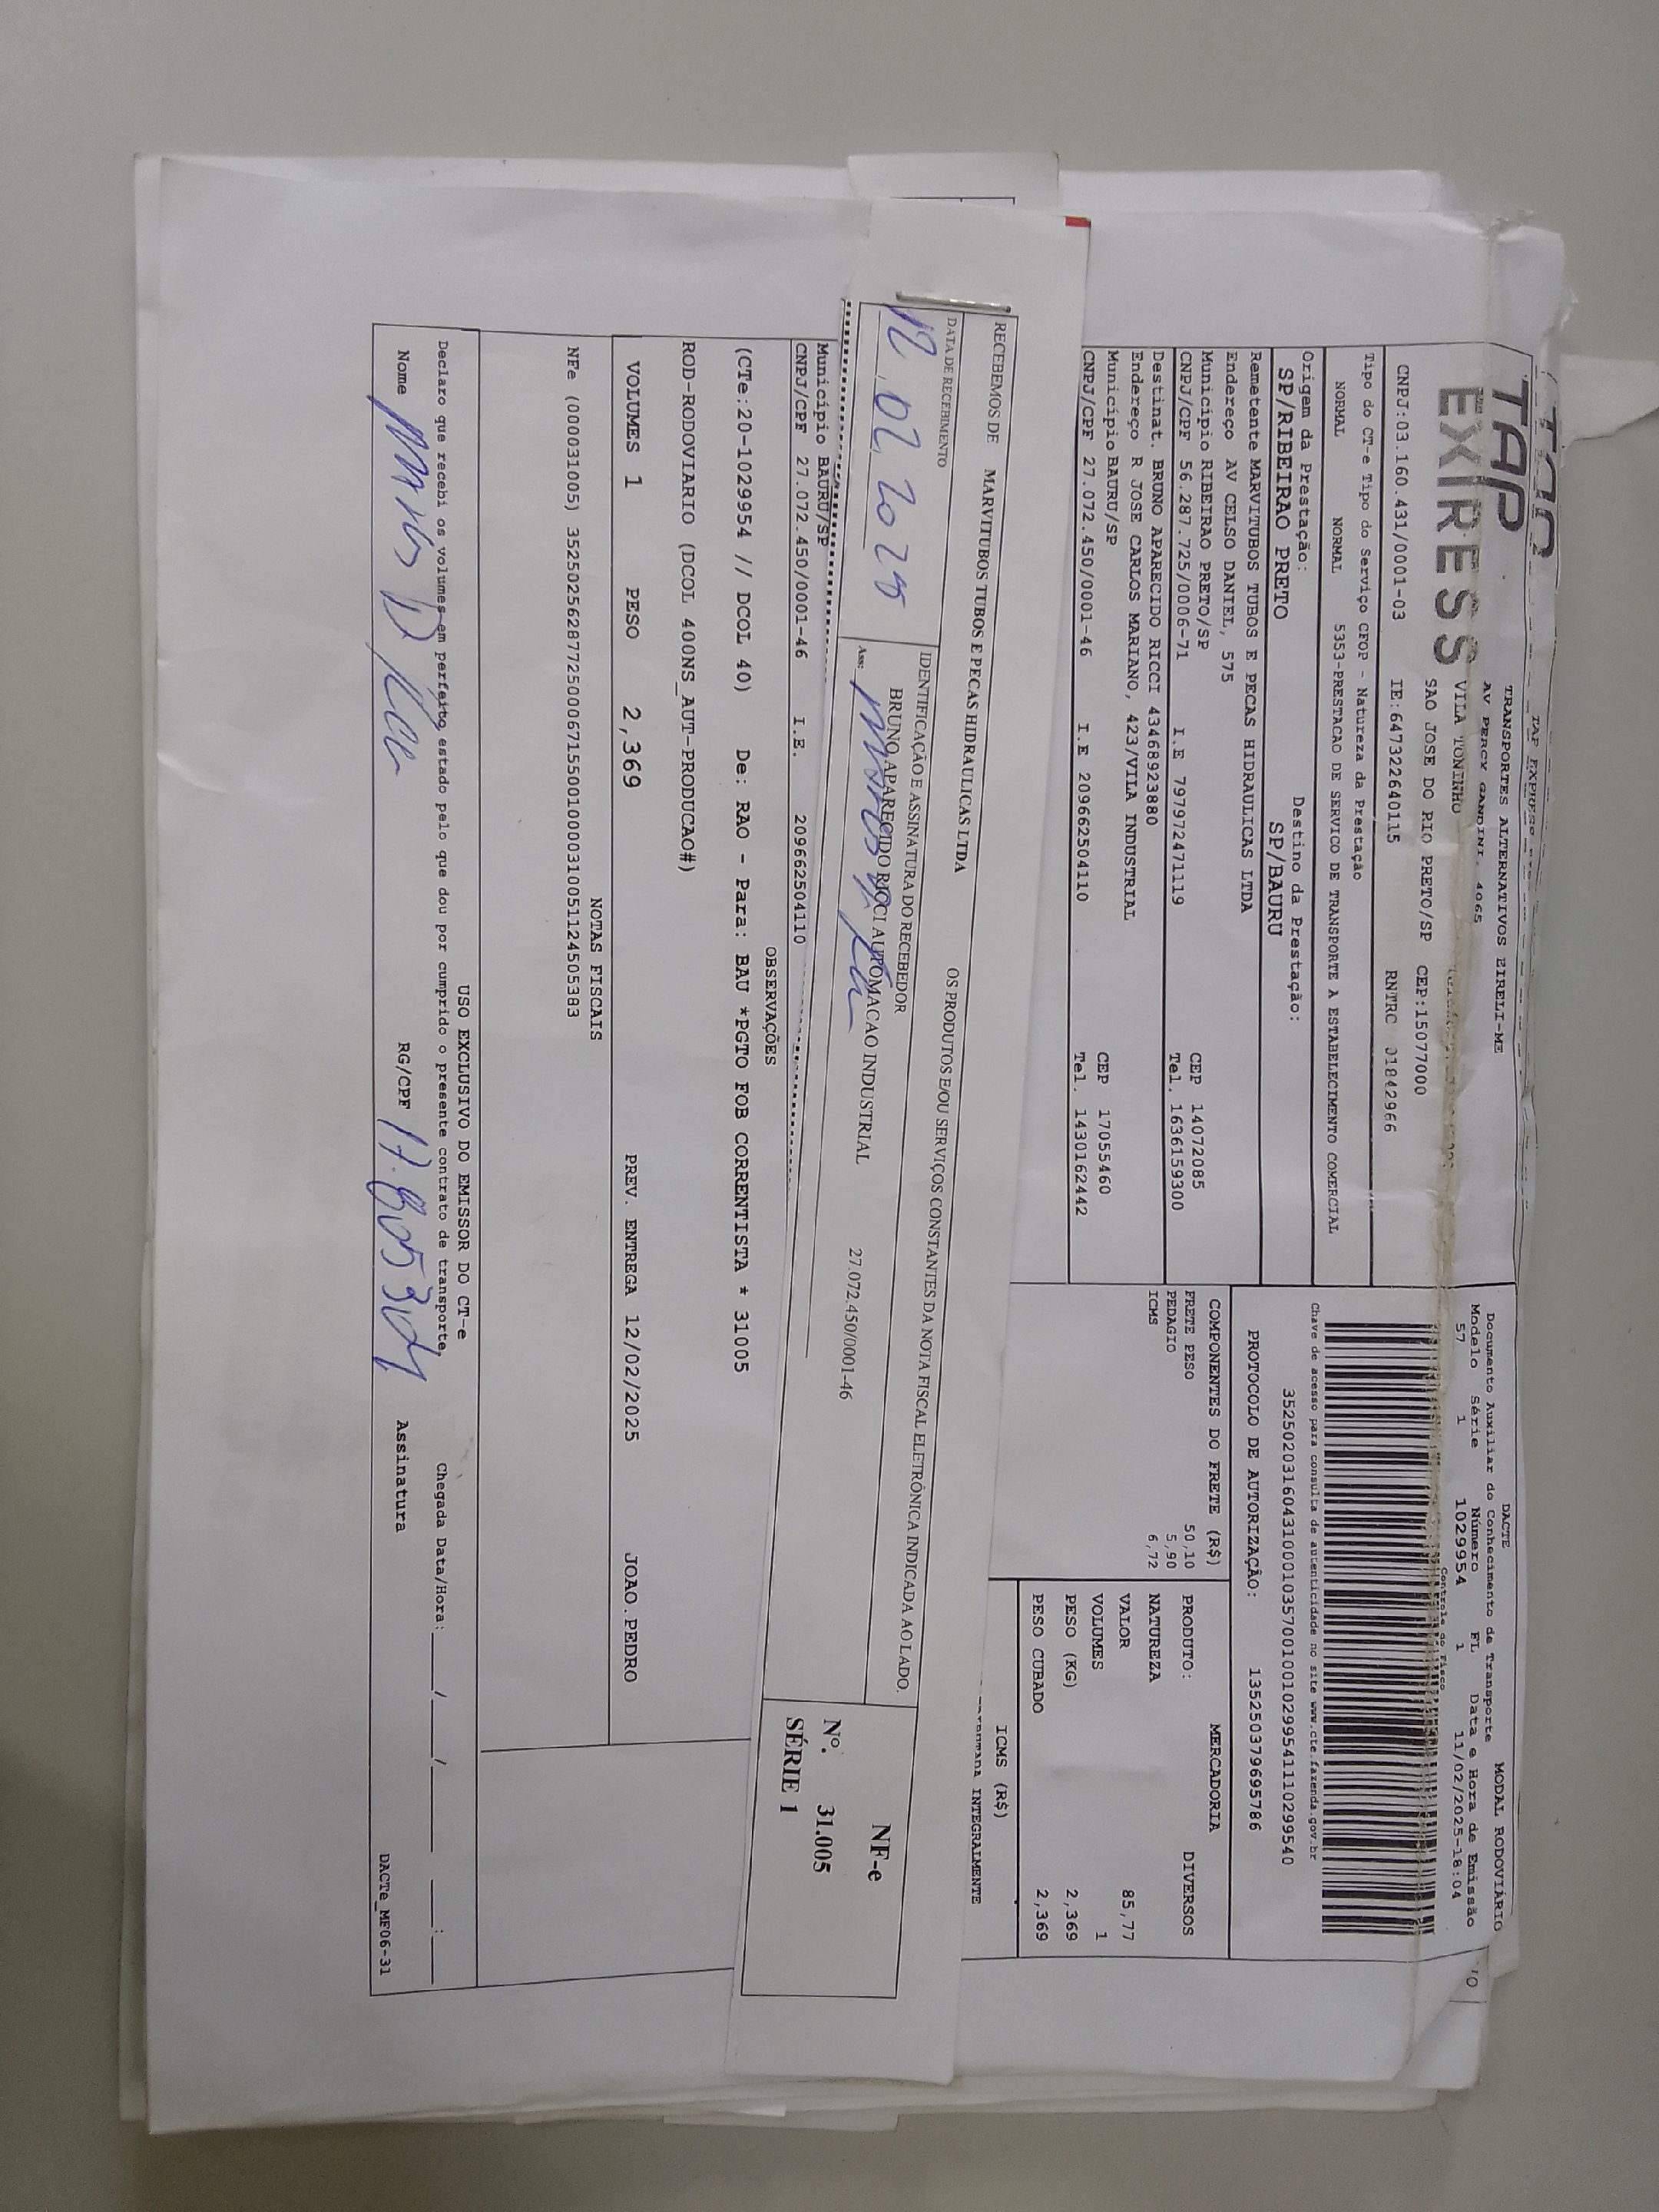 TAP
EXPRESS
TRANSPORTES ALTERNATIVOS EIRELI-ME
AV PERCY GANDINI, 4065
VILA TONINHO
SAO JOSE DO RIO PRETO/SP CEP:15077000
CNPJ:03.160.431/0001-03 IE:647322640115 RNTRC 01842966
Tipo do CT-e Tipo do Serviço CFOP - Natureza da Prestação
NORMAL NORMAL 5353-PRESTACAO DE SERVICO DE TRANSPORTE A ESTABELECIMENTO COMERCIAL
Origem da Prestação: Destino da Prestação:
SP/RIBEIRAO PRETO SP/BAURU
Remetente MARVITUBOS TUBOS E PECAS HIDRAULICAS LTDA
Endereço AV CELSO DANIEL, 575
Município RIBEIRAO PRETO/SP CEP 14072085
CNPJ/CPF 56.287.725/0006-71 I.E 797972471119 Tel. 1636159300
Destinat. BRUNO APARECIDO RICCI 43468923880
Endereço R JOSE CARLOS MARIANO, 423/VILA INDUSTRIAL
Município BAURU/SP CEP 17055460
CNPJ/CPF 27.072.450/0001-46 I.E 209662504110 Tel. 1430162442
DACTE MODAL RODOVIÁRIO
Documento Auxiliar do Conhecimento de Transporte
Modelo Série Número FL Data e Hora de Emissão
57 1 1029954 1 11/02/2025-18:04
Controle do Fisco
Chave de acesso para consulta de autenticidade no site www.cte.fazenda.gov.br
PROTOCOLO DE AUTORIZAÇÃO: 135250379695786
COMPONENTES DO FRETE (R$)
FRETE PESO 50,10
PEDAGIO 5,90
ICMS 6,72
MERCADORIA
PRODUTO: DIVERSOS
NATUREZA
VALOR 85,77
VOLUMES 1
PESO (KG) 2,369
PESO CUBADO 2,369
ICMS (R$)
INTEGRALMENTE
RECEBEMOS DE MARVITUBOS TUBOS E PECAS HIDRAULICAS LTDA OS PRODUTOS E/OU SERVIÇOS CONSTANTES DA NOTA FISCAL ELETRÔNICA INDICADA AO LADO.
DATA DE RECEBIMENTO IDENTIFICAÇÃO E ASSINATURA DO RECEBEDOR
BRUNO APARECIDO RICCI AUTOMACAO INDUSTRIAL 27.072.450/0001-46
12 02 2025
Ass:
NF-e
Nº. 31.005
SÉRIE 1
Município BAURU/SP
CNPJ/CPF 27.072.450/0001-46 I.E. 209662504110
OBSERVAÇÕES
(CTe:20-1029954 // DCOL 40) De: RAO - Para: BAU *PGTO FOB CORRENTISTA * 31005
ROD-RODOVIARIO (DCOL 400NS_AUT-PRODUCAO#)
VOLUMES 1 PESO 2,369 PREV. ENTREGA 12/02/2025 JOAO.PEDRO
NOTAS FISCAIS
NFe (000031005)
USO EXCLUSIVO DO EMISSOR DO CT-e
Declaro que recebi os volumes em perfeito estado pelo que dou por cumprido o presente contrato de transporte, Chegada Data/Hora: ___/___/___ __:__
Nome RG/CPF Assinatura
DACTe_MF06-31